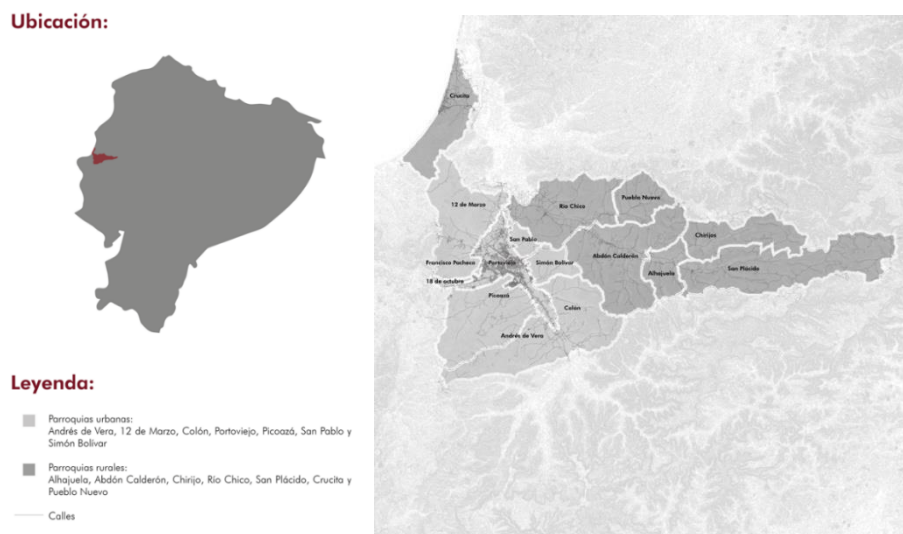 Ubicación:
Crucita
12 de Marzo
Río Chico
Pueblo Nuevo
San Pablo
Chirijos
Francisco Pacheco
Portoviejo
Simón Bolívar
Abdón Calderón
Alhajuela
San Plácido
18 de octubre
Picoazá
Colón
Andrés de Vera
Leyenda:
Parroquias urbanas:
Andrés de Vera, 12 de Marzo, Colón, Portoviejo, Picoazá, San Pablo y
Simón Bolívar
Parroquias rurales:
Alhajuela, Abdón Calderón, Chirijo, Río Chico, San Plácido, Crucita y
Pueblo Nuevo
Calles